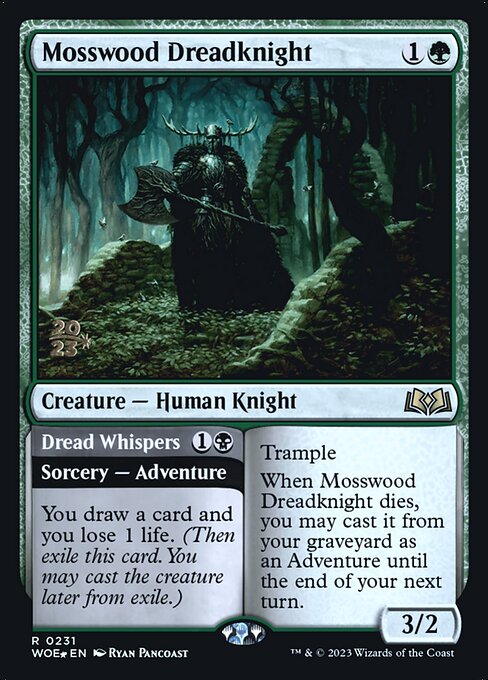 Mosswood Dreadknight 1
20
23
Creature — Human Knight
Dread Whispers 1
Sorcery — Adventure
You draw a card and
you lose 1 life. (Then
exile this card. You
may cast the creature
later from exile.)
Trample
When Mosswood
Dreadknight dies,
you may cast it from
your graveyard as
an Adventure until
the end of your next
turn.
3/2
R 0231
WOE★EN Ryan Pancoast
™ & © 2023 Wizards of the Coast